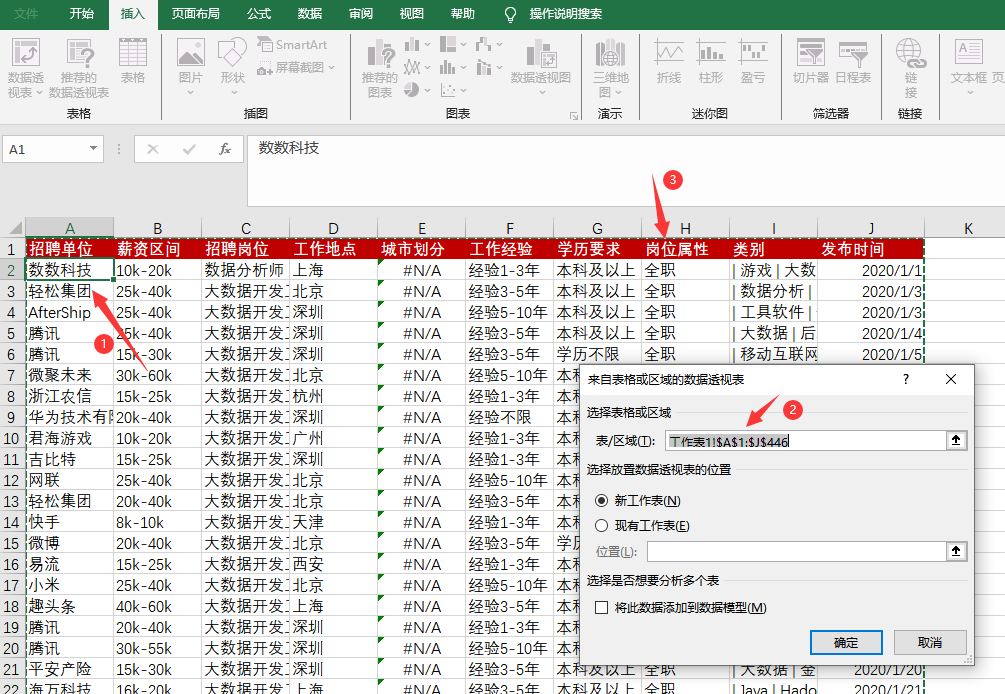 文件 开始 插入 页面布局 公式 数据 审阅 视图 帮助 操作说明搜索
数据透视表 推荐的数据透视表 表格 图片 形状 SmartArt 屏幕截图 推荐的图表 数据透视图 三维地图 折线 柱形 盈亏 切片器 日程表 链接 文本框 页
表格 插图 图表 演示 迷你图 筛选器 链接
A1 fx 数数科技
3
A B C D E F G H I J K
1 招聘单位 薪资区间 招聘岗位 工作地点 城市划分 工作经验 学历要求 岗位属性 类别 发布时间
2 数数科技 10k-20k 数据分析师 上海 #N/A 经验1-3年 本科及以上 全职 | 游戏 | 大数 2020/1/1
3 轻松集团 25k-40k 大数据开发工 北京 #N/A 经验3-5年 本科及以上 全职 | 数据分析 | 2020/1/3
4 AfterShip 25k-40k 大数据开发工 深圳 #N/A 经验5-10年 本科及以上 全职 | 工具软件 | 2020/1/3
5 腾讯 25k-40k 大数据开发工 深圳 #N/A 经验3-5年 本科及以上 全职 | 大数据 | 后 2020/1/4
1
6 腾讯 15k-30k 大数据开发工 深圳 #N/A 经验3-5年 学历不限 全职 | 移动互联网 2020/1/5
7 微聚未来 30k-60k 大数据开发工 北京 #N/A 经验5-10年 本科
8 浙江农信 15k-25k 大数据开发工 杭州 #N/A 经验1-3年 本科
9 华为技术有限 20k-40k 大数据开发工 深圳 #N/A 经验不限 本科
10 君海游戏 10k-20k 大数据开发工 广州 #N/A 经验1-3年 本科
11 吉比特 15k-25k 大数据开发工 深圳 #N/A 经验1-3年 本科
12 网联 25k-40k 大数据开发工 北京 #N/A 经验5-10年 本科
13 轻松集团 20k-40k 大数据开发工 北京 #N/A 经验3-5年 本科
14 快手 8k-10k 大数据开发工 天津 #N/A 经验1-3年 本科
15 微博 20k-40k 大数据开发工 北京 #N/A 经验3-5年 学历
16 易流 15k-25k 大数据开发工 西安 #N/A 经验1-3年 本科
17 小米 25k-40k 大数据开发工 北京 #N/A 经验5-10年 本科
18 趣头条 40k-60k 大数据开发工 上海 #N/A 经验3-5年 本科
19 腾讯 20k-40k 大数据开发工 深圳 #N/A 经验1-3年 本科
20 腾讯 30k-55k 大数据开发工 深圳 #N/A 经验5-10年 本科
21 平安产险 15k-30k 大数据开发工 深圳 #N/A 经验3-5年 本科及以上 全职 | 大数据 | 金 2020/1/20
22 海万科技 16k-20k 大数据开发工 上海 #N/A 经验3-5年 本科及以上 全职 | Java | Hado 2020/1/21
来自表格或区域的数据透视表 ?
选择表格或区域
2
表/区域(T): 工作表1!$A$1:$J$446
选择放置数据透视表的位置
新工作表(N)
现有工作表(E)
位置(L):
选择是否想要分析多个表
将此数据添加到数据模型(M)
确定 取消